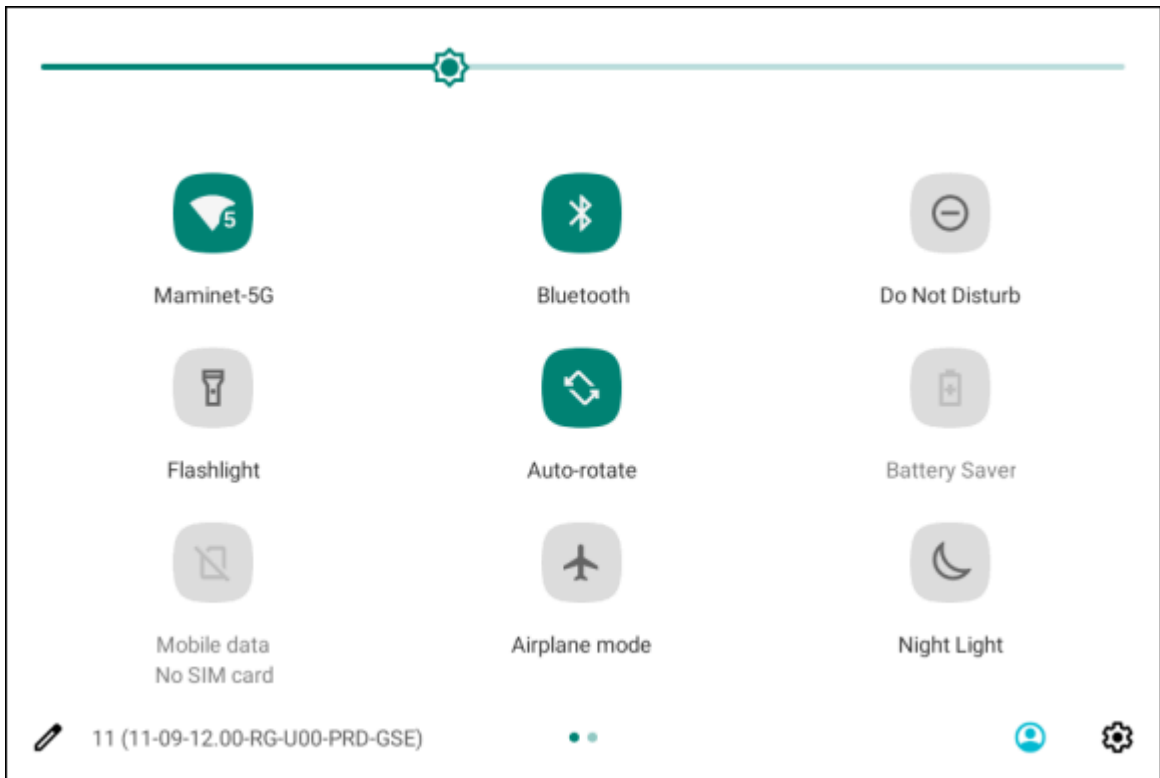 5
Maminet-5G
Bluetooth
Do Not Disturb
Flashlight
Auto-rotate
Battery Saver
Mobile data
No SIM card
Airplane mode
Night Light
11 (11-09-12.00-RG-U00-PRD-GSE)